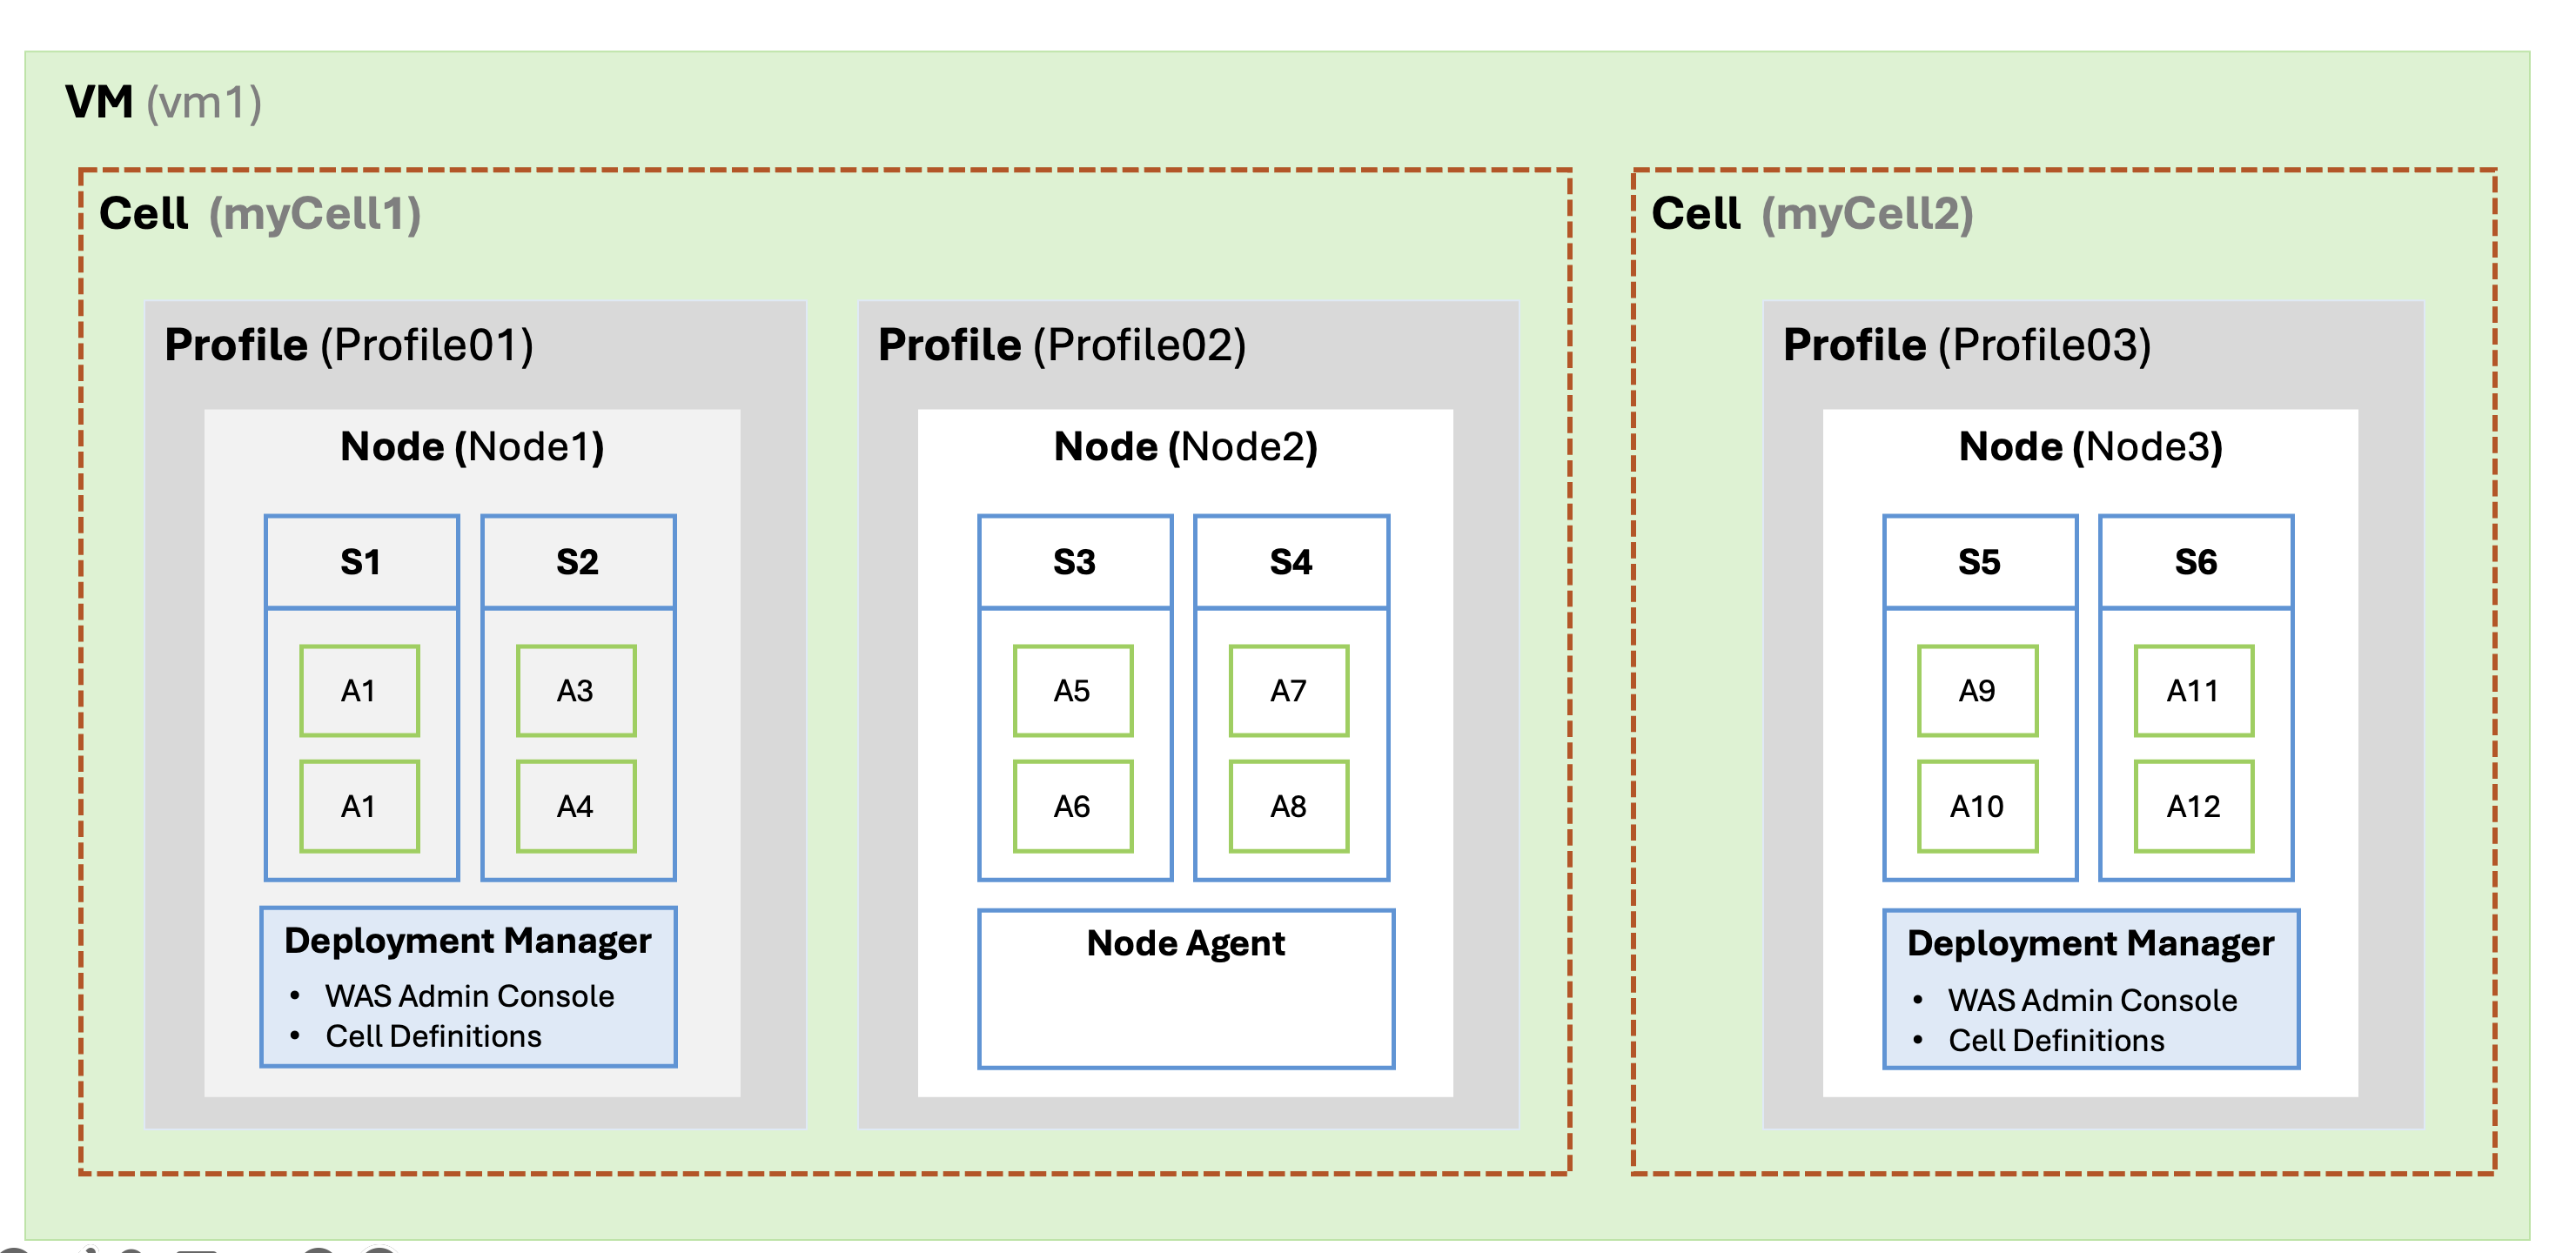 VM (vm1)
Cell (myCell1)
Profile (Profile01)
Node (Node1)
S1
A1
A1
S2
A3
A4
Deployment Manager
• WAS Admin Console
• Cell Definitions
Profile (Profile02)
Node (Node2)
S3
A5
A6
S4
A7
A8
Node Agent
Cell (myCell2)
Profile (Profile03)
Node (Node3)
S5
A9
A10
S6
A11
A12
Deployment Manager
• WAS Admin Console
• Cell Definitions